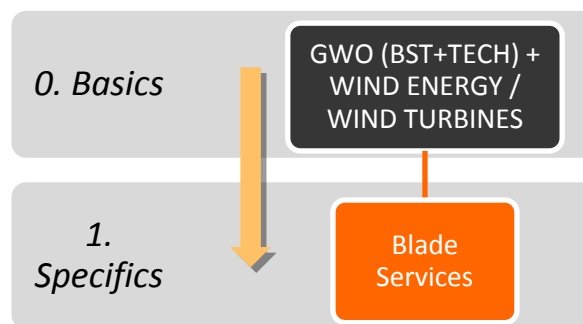 0. Basics
GWO (BST+TECH) +
WIND ENERGY /
WIND TURBINES
1.
Specifics
Blade
Services